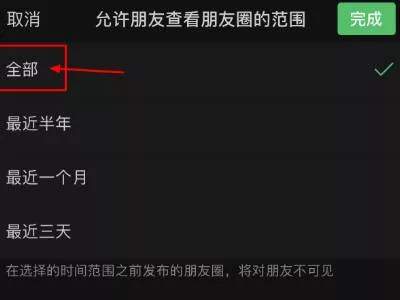 取消 允许朋友查看朋友圈的范围 完成
全部
最近半年
最近一个月
最近三天
在选择的时间范围之前发布的朋友圈，将对朋友不可见